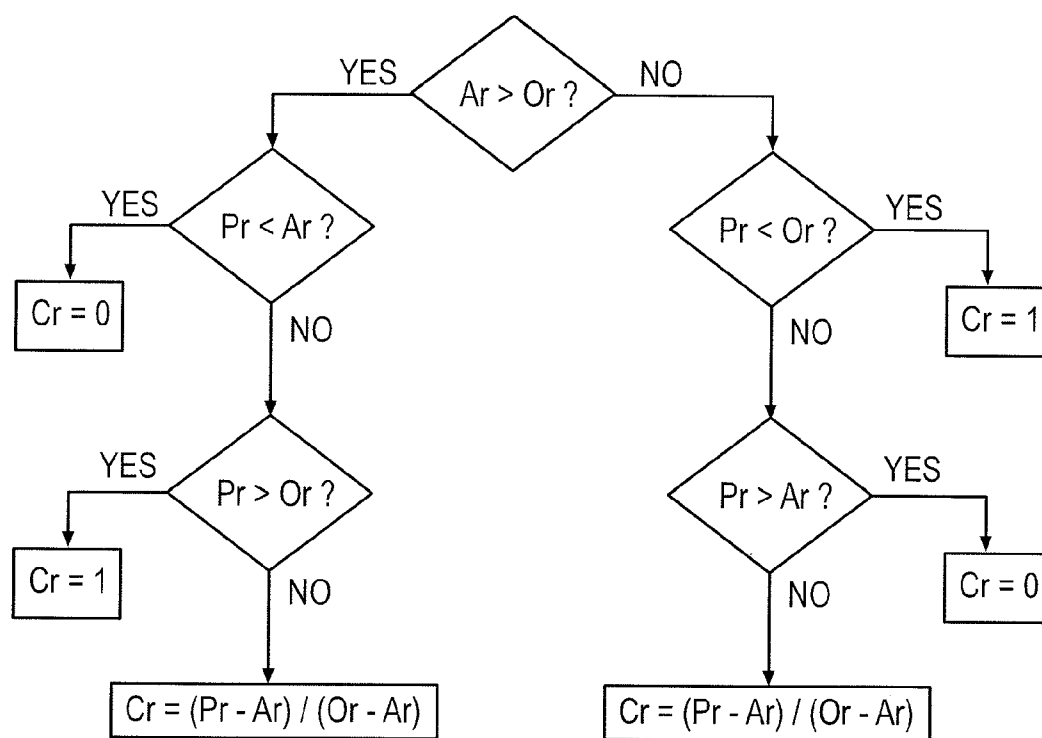 YES
Ar > Or ?
NO
YES
Pr < Ar ?
Pr < Or ?
YES
Cr = 0
NO
NO
Cr = 1
YES
Pr > Or ?
Pr > Ar ?
YES
Cr = 1
NO
NO
Cr = 0
Cr = (Pr - Ar) / (Or - Ar)
Cr = (Pr - Ar) / (Or - Ar)